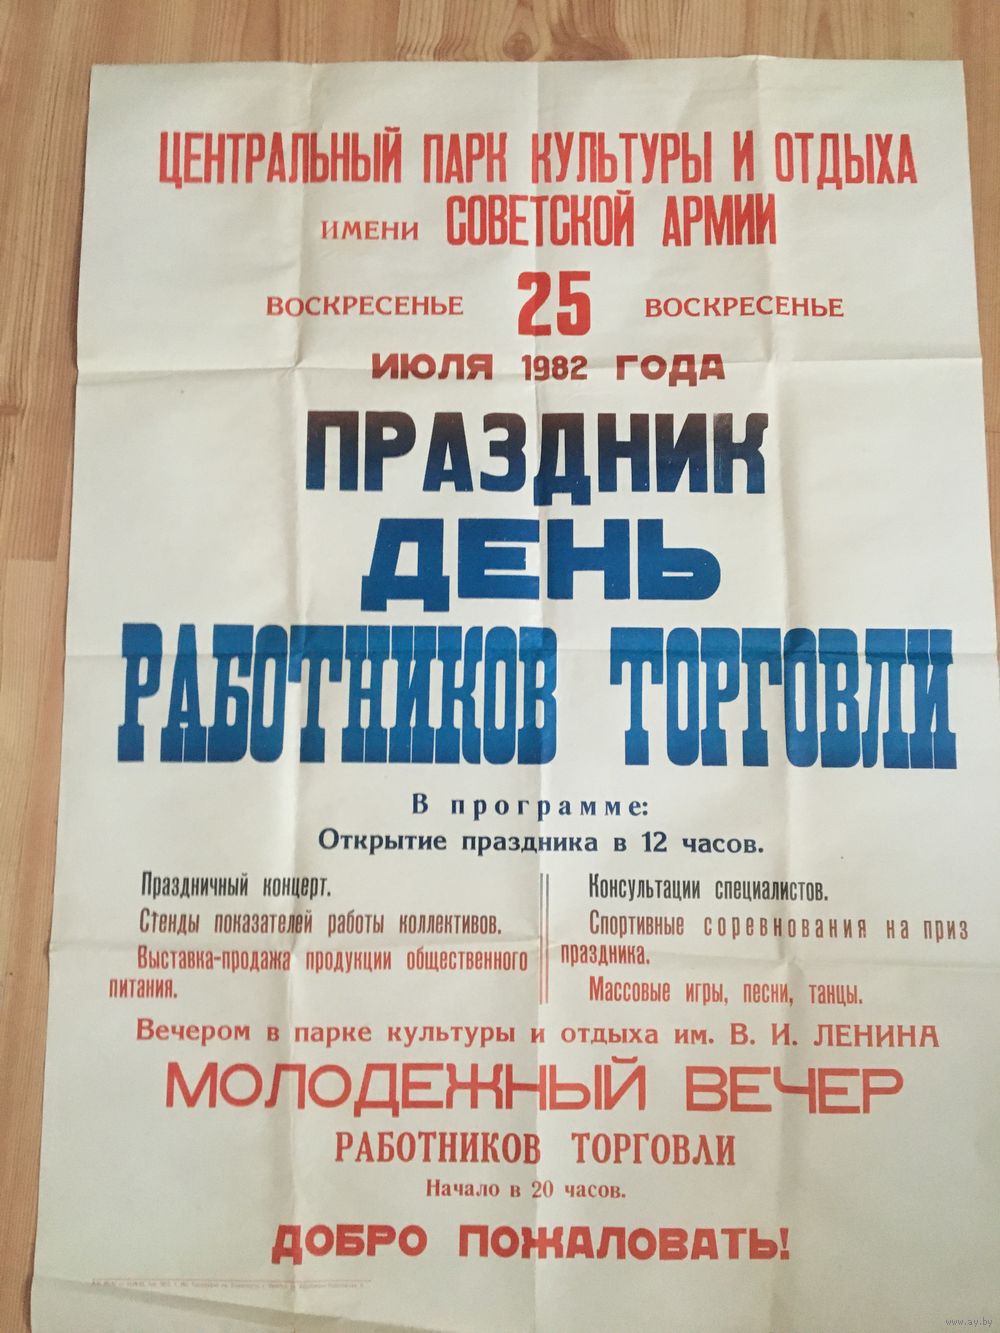 ЦЕНТРАЛЬНЫЙ ПАРК КУЛЬТУРЫ И ОТДЫХА
ИМЕНИ СОВЕТСКОЙ АРМИИ
ВОСКРЕСЕНЬЕ 25 ВОСКРЕСЕНЬЕ
ИЮЛЯ 1982 ГОДА
ПРАЗДНИК
ДЕНЬ
РАБОТНИКОВ ТОРГОВЛИ
В программе:
Открытие праздника в 12 часов.
Праздничный концерт.
Стенды показателей работы коллективов.
Выставка-продажа продукции общественного
питания.
Консультации специалистов.
Спортивные соревнования на приз
праздника.
Массовые игры, песни, танцы.
Вечером в парке культуры и отдыха им. В. И. ЛЕНИНА
МОЛОДЕЖНЫЙ ВЕЧЕР
РАБОТНИКОВ ТОРГОВЛИ
Начало в 20 часов.
ДОБРО ПОЖАЛОВАТЬ!
www.ay.by